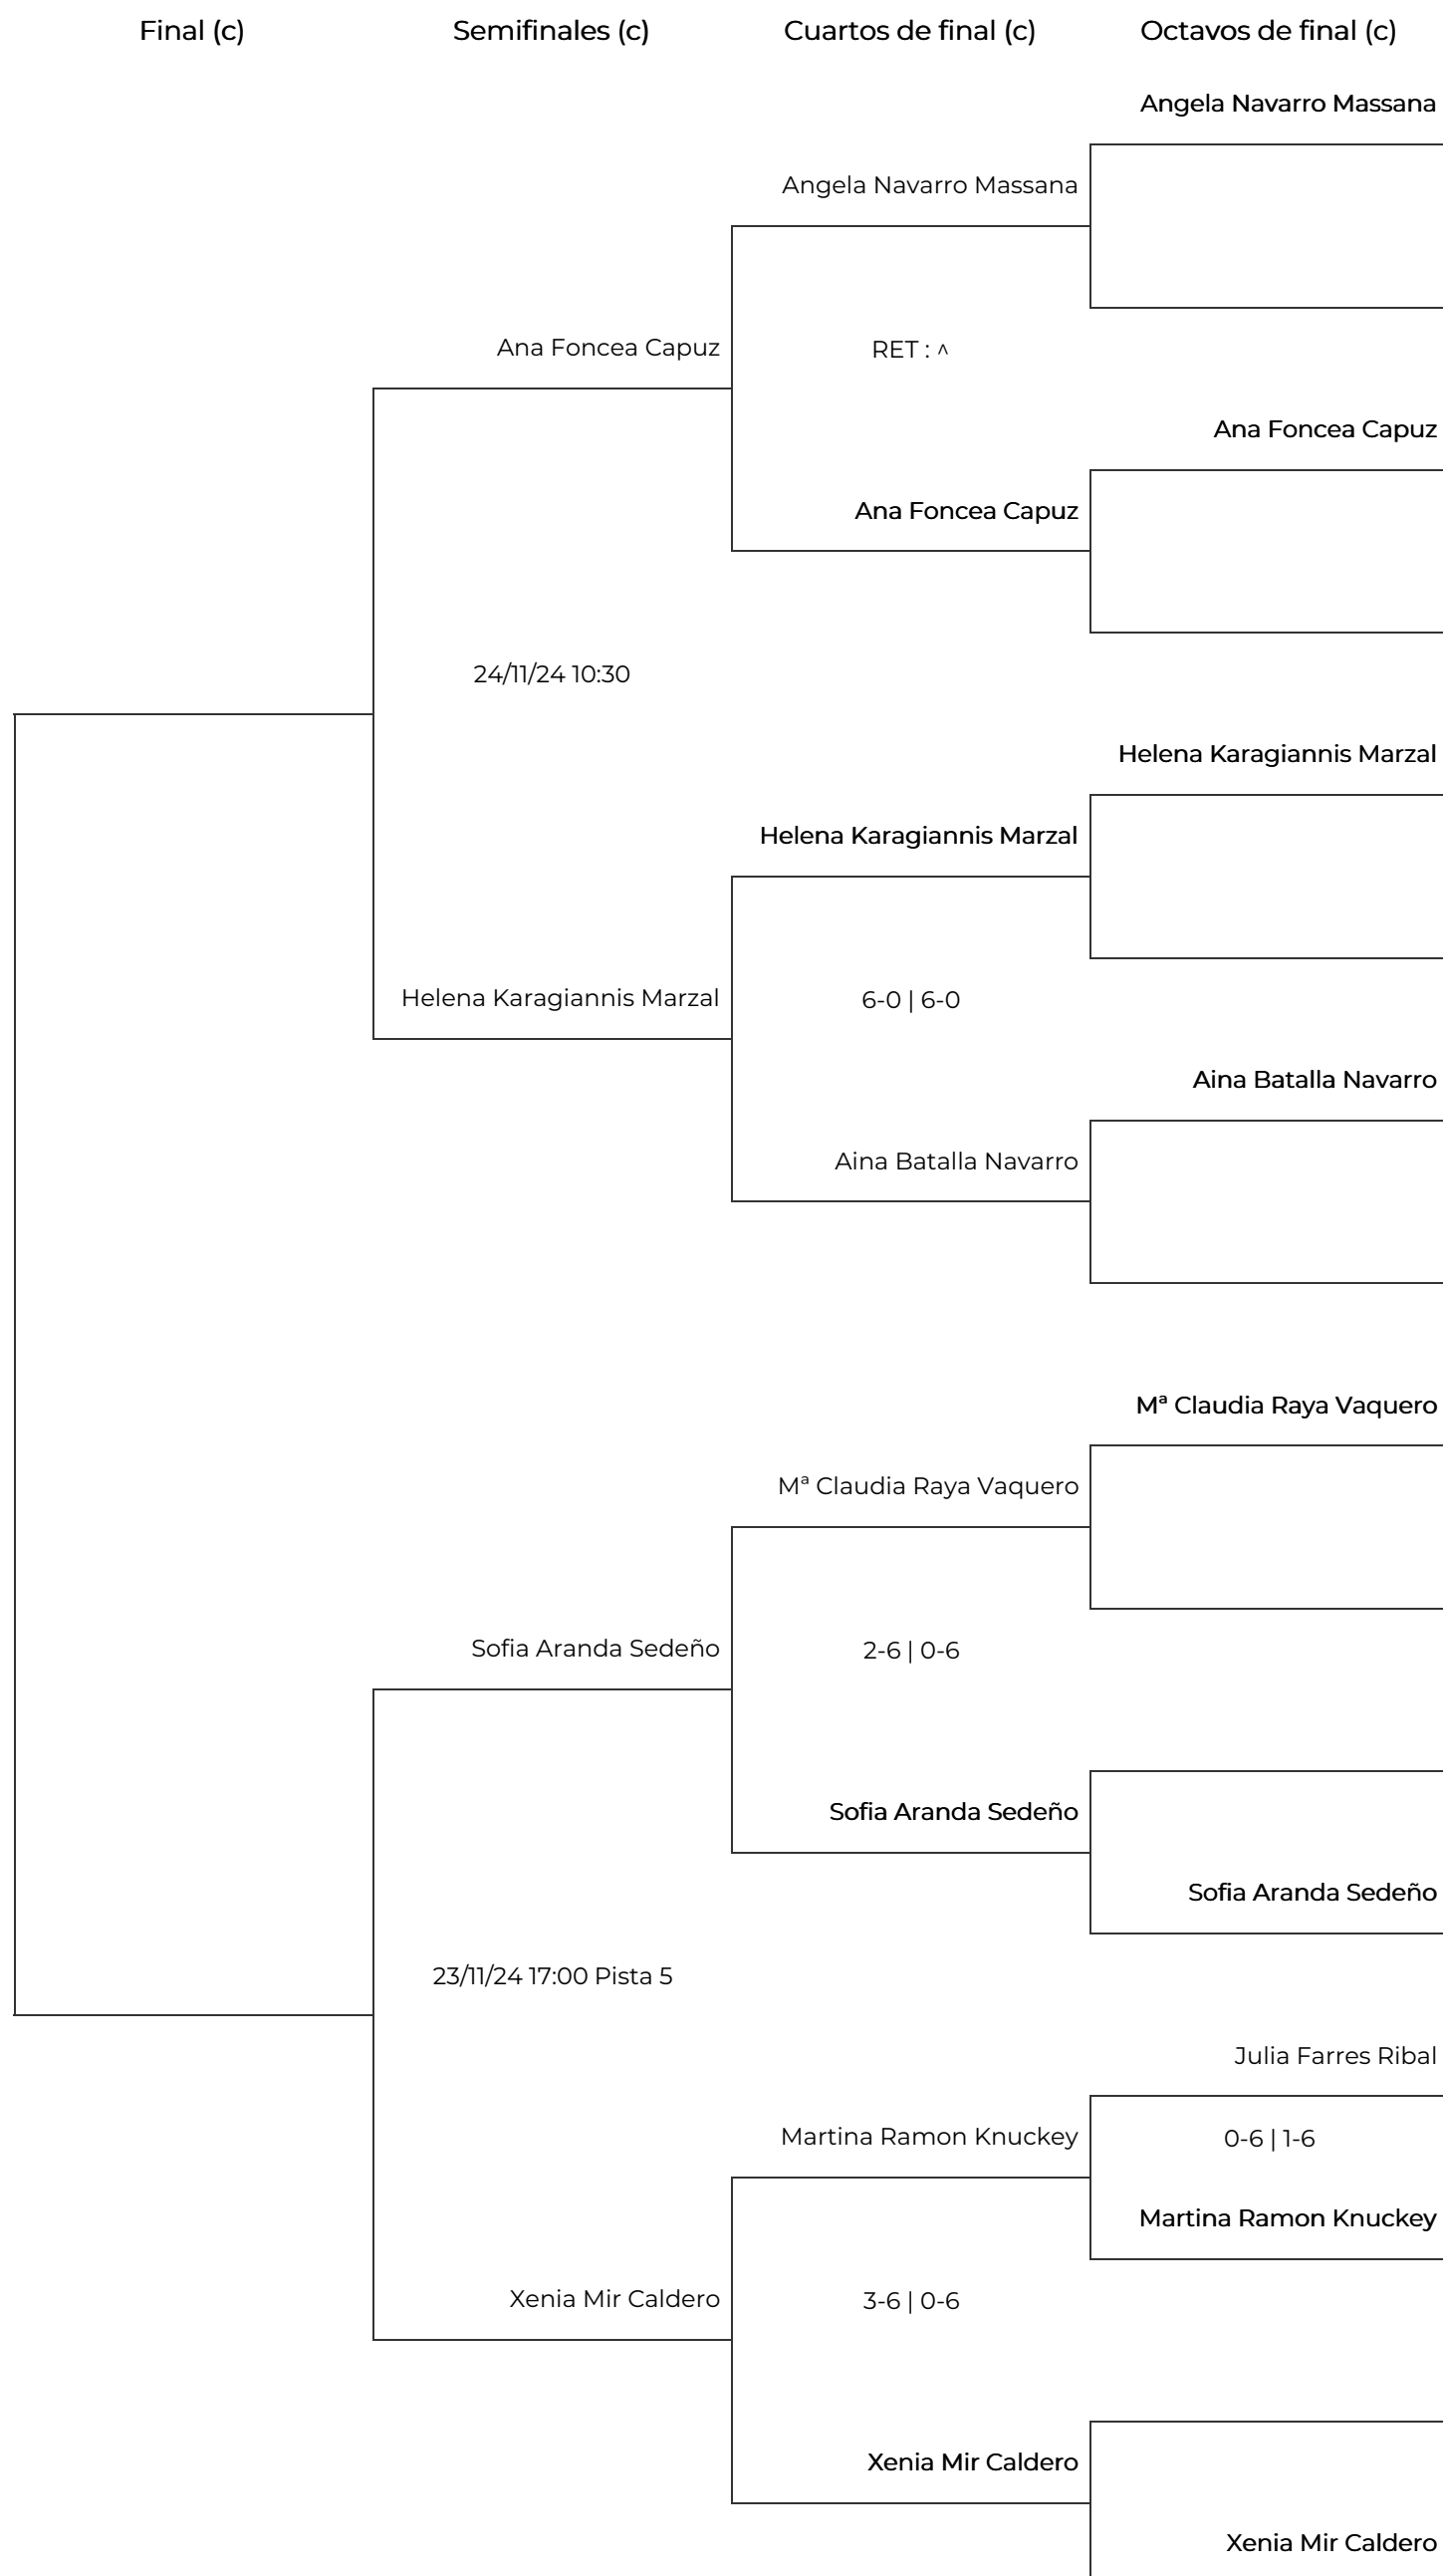 Final (c)
Semifinales (c)
Cuartos de final (c)
Octavos de final (c)
Angela Navarro Massana
Angela Navarro Massana
Ana Foncea Capuz
RET : ^
Ana Foncea Capuz
Ana Foncea Capuz
24/11/24 10:30
Helena Karagiannis Marzal
Helena Karagiannis Marzal
Helena Karagiannis Marzal
6-0 | 6-0
Aina Batalla Navarro
Aina Batalla Navarro
Mª Claudia Raya Vaquero
Mª Claudia Raya Vaquero
Sofia Aranda Sedeño
2-6 | 0-6
Sofia Aranda Sedeño
Sofia Aranda Sedeño
23/11/24 17:00 Pista 5
Julia Farres Ribal
Martina Ramon Knuckey
0-6 | 1-6
Martina Ramon Knuckey
Xenia Mir Caldero
3-6 | 0-6
Xenia Mir Caldero
Xenia Mir Caldero